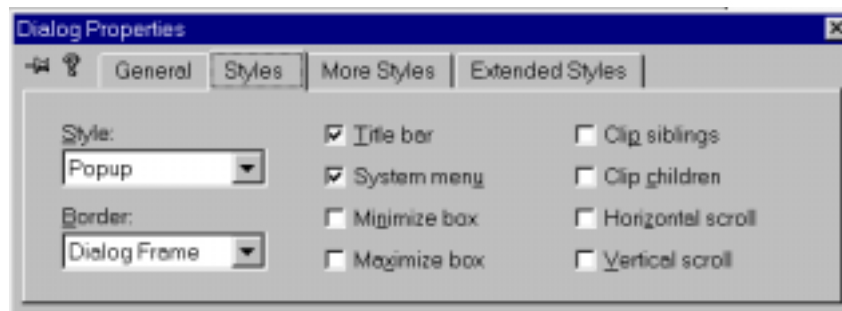 Dialog Properties
General Styles More Styles Extended Styles
Style: Title bar Clip siblings
Popup System menu Clip children
Border: Minimize box Horizontal scroll
Dialog Frame Maximize box Vertical scroll